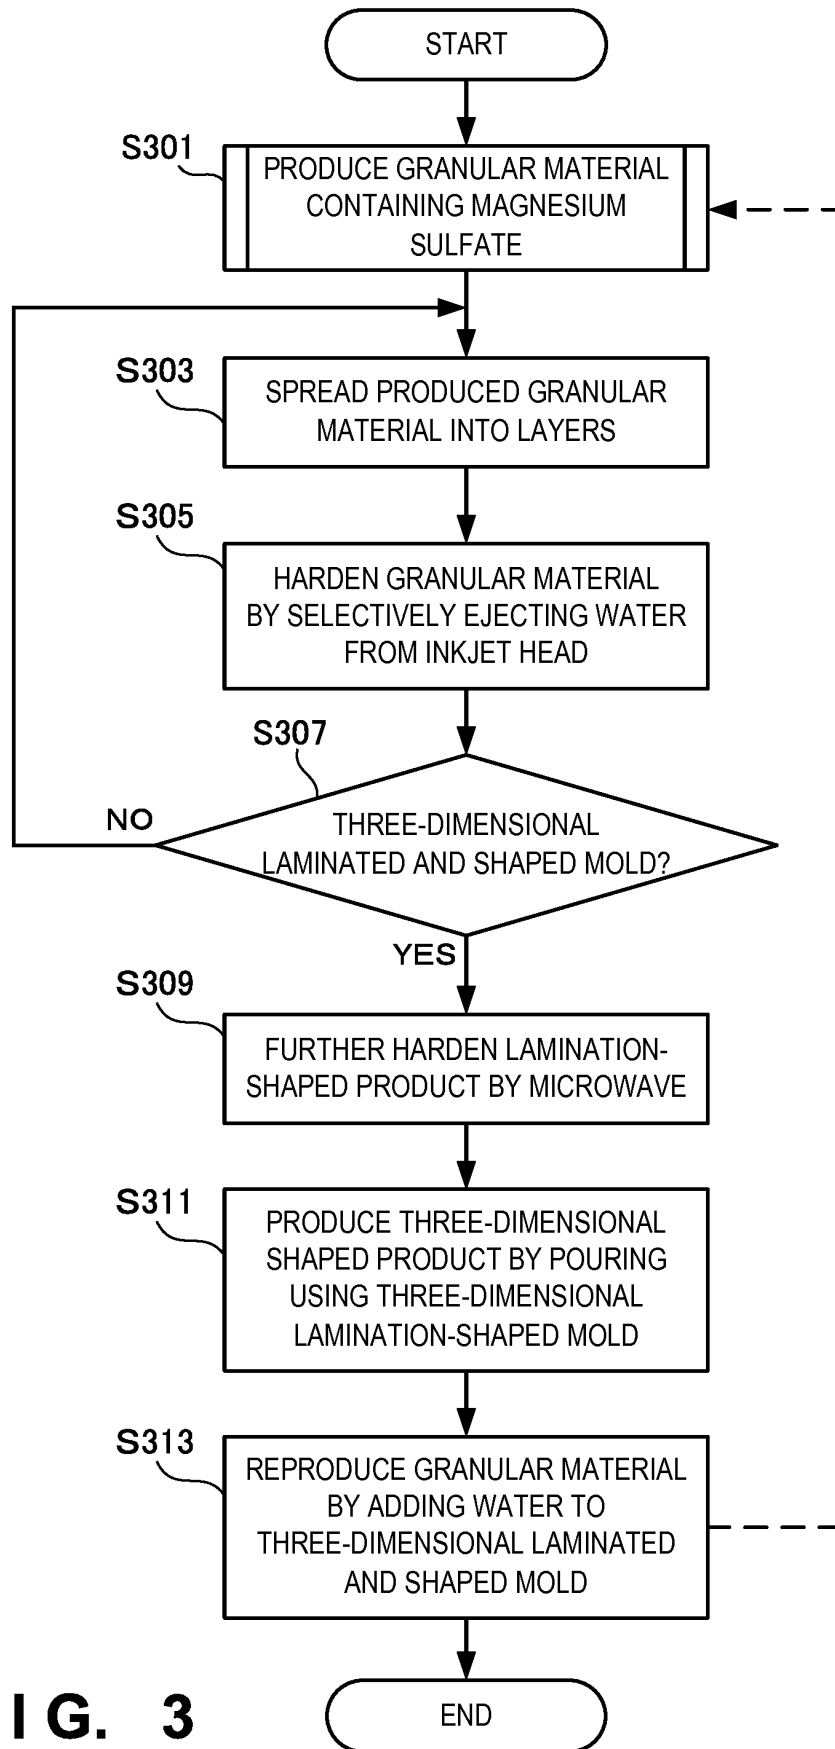 START
S301
PRODUCE GRANULAR MATERIAL
CONTAINING MAGNESIUM
SULFATE
S303
SPREAD PRODUCED GRANULAR
MATERIAL INTO LAYERS
S305
HARDEN GRANULAR MATERIAL
BY SELECTIVELY EJECTING WATER
FROM INKJET HEAD
S307
THREE-DIMENSIONAL
LAMINATED AND SHAPED MOLD?
NO
YES
S309
FURTHER HARDEN LAMINATION-
SHAPED PRODUCT BY MICROWAVE
S311
PRODUCE THREE-DIMENSIONAL
SHAPED PRODUCT BY POURING
USING THREE-DIMENSIONAL
LAMINATION-SHAPED MOLD
S313
REPRODUCE GRANULAR MATERIAL
BY ADDING WATER TO
THREE-DIMENSIONAL LAMINATED
AND SHAPED MOLD
END
I G. 3